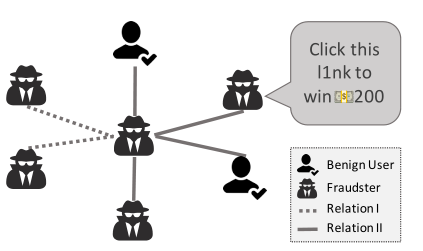 Click this
l1nk to
win 💵200
Benign User
Fraudster
Relation I
Relation II